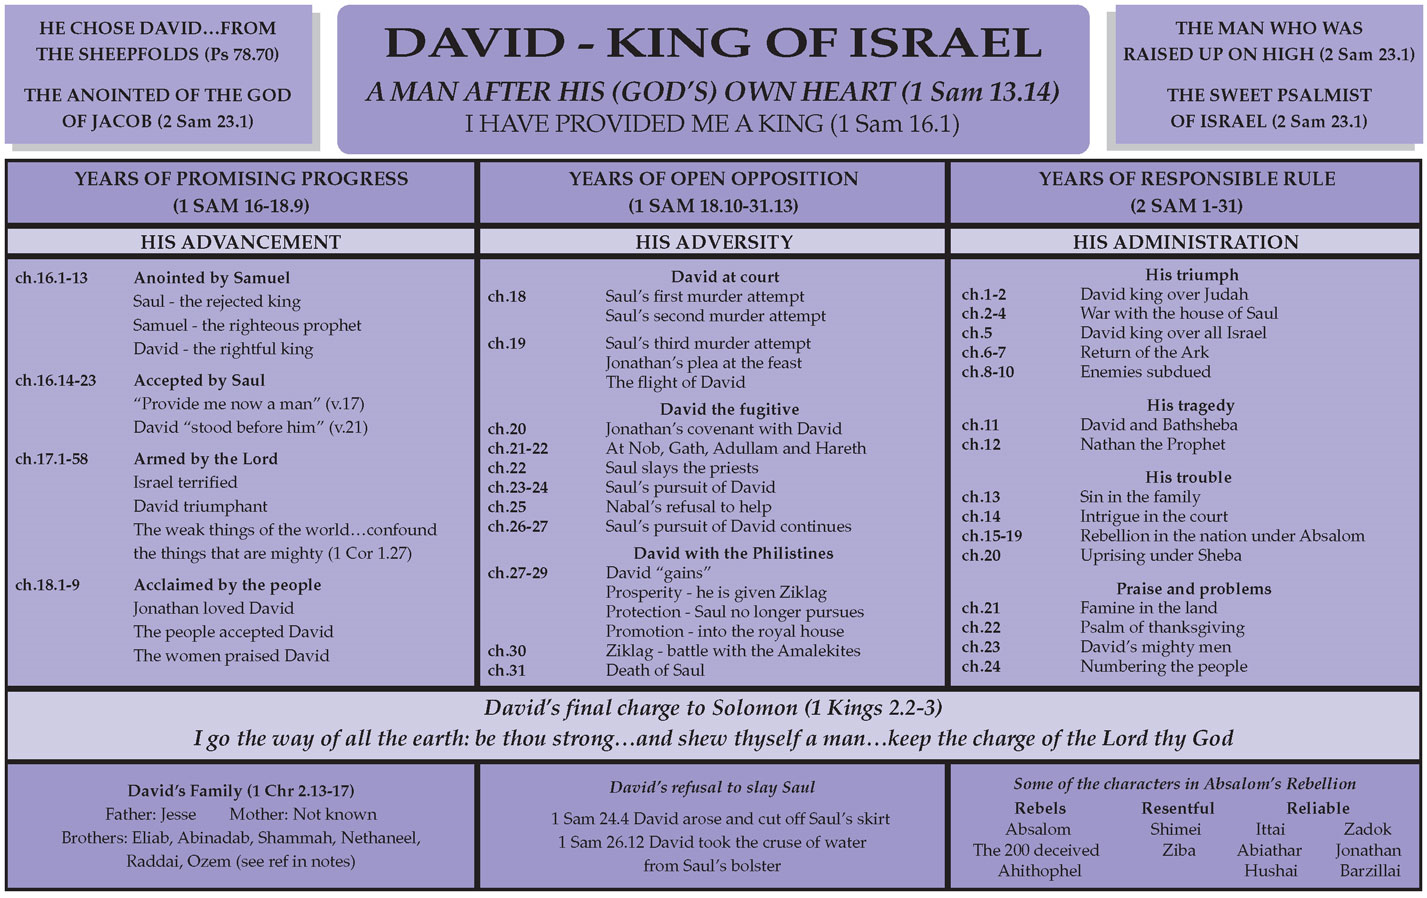 HE CHOSE DAVID…FROM
THE SHEEPFOLDS (Ps 78.70)
THE ANOINTED OF THE GOD
OF JACOB (2 Sam 23.1)
DAVID - KING OF ISRAEL
A MAN AFTER HIS (GOD'S) OWN HEART (1 Sam 13.14)
I HAVE PROVIDED ME A KING (1 Sam 16.1)
THE MAN WHO WAS
RAISED UP ON HIGH (2 Sam 23.1)
THE SWEET PSALMIST
OF ISRAEL (2 Sam 23.1)
YEARS OF PROMISING PROGRESS
(1 SAM 16-18.9)
HIS ADVANCEMENT
ch.16.1-13 Anointed by Samuel
Saul - the rejected king
Samuel - the righteous prophet
David - the rightful king
ch.16.14-23 Accepted by Saul
“Provide me now a man” (v.17)
David “stood before him” (v.21)
ch.17.1-58 Armed by the Lord
Israel terrified
David triumphant
The weak things of the world…confound
the things that are mighty (1 Cor 1.27)
ch.18.1-9 Acclaimed by the people
Jonathan loved David
The people accepted David
The women praised David
YEARS OF OPEN OPPOSITION
(1 SAM 18.10-31.13)
HIS ADVERSITY
David at court
ch.18 Saul's first murder attempt
Saul's second murder attempt
ch.19 Saul's third murder attempt
Jonathan's plea at the feast
The flight of David
David the fugitive
ch.20 Jonathan's covenant with David
ch.21-22 At Nob, Gath, Adullam and Hareth
ch.22 Saul slays the priests
ch.23-24 Saul's pursuit of David
ch.25 Nabal's refusal to help
ch.26-27 Saul's pursuit of David continues
David with the Philistines
ch.27-29 David “gains”
Prosperity - he is given Ziklag
Protection - Saul no longer pursues
Promotion - into the royal house
ch.30 Ziklag - battle with the Amalekites
ch.31 Death of Saul
YEARS OF RESPONSIBLE RULE
(2 SAM 1-31)
HIS ADMINISTRATION
His triumph
ch.1-2 David king over Judah
ch.2-4 War with the house of Saul
ch.5 David king over all Israel
ch.6-7 Return of the Ark
ch.8-10 Enemies subdued
His tragedy
ch.11 David and Bathsheba
ch.12 Nathan the Prophet
His trouble
ch.13 Sin in the family
ch.14 Intrigue in the court
ch.15-19 Rebellion in the nation under Absalom
ch.20 Uprising under Sheba
Praise and problems
ch.21 Famine in the land
ch.22 Psalm of thanksgiving
ch.23 David's mighty men
ch.24 Numbering the people
David's final charge to Solomon (1 Kings 2.2-3)
I go the way of all the earth: be thou strong…and shew thyself a man…keep the charge of the Lord thy God
David's Family (1 Chr 2.13-17)
Father: Jesse Mother: Not known
Brothers: Eliab, Abinadab, Shammah, Nethaneel,
Raddai, Ozem (see ref in notes)
David's refusal to slay Saul
1 Sam 24.4 David arose and cut off Saul's skirt
1 Sam 26.12 David took the cruse of water
from Saul's bolster
Some of the characters in Absalom's Rebellion
Rebels Resentful Reliable
Absalom Shimei Ittai Zadok
The 200 deceived Ziba Abiathar Jonathan
Ahithophel Hushai Barzillai